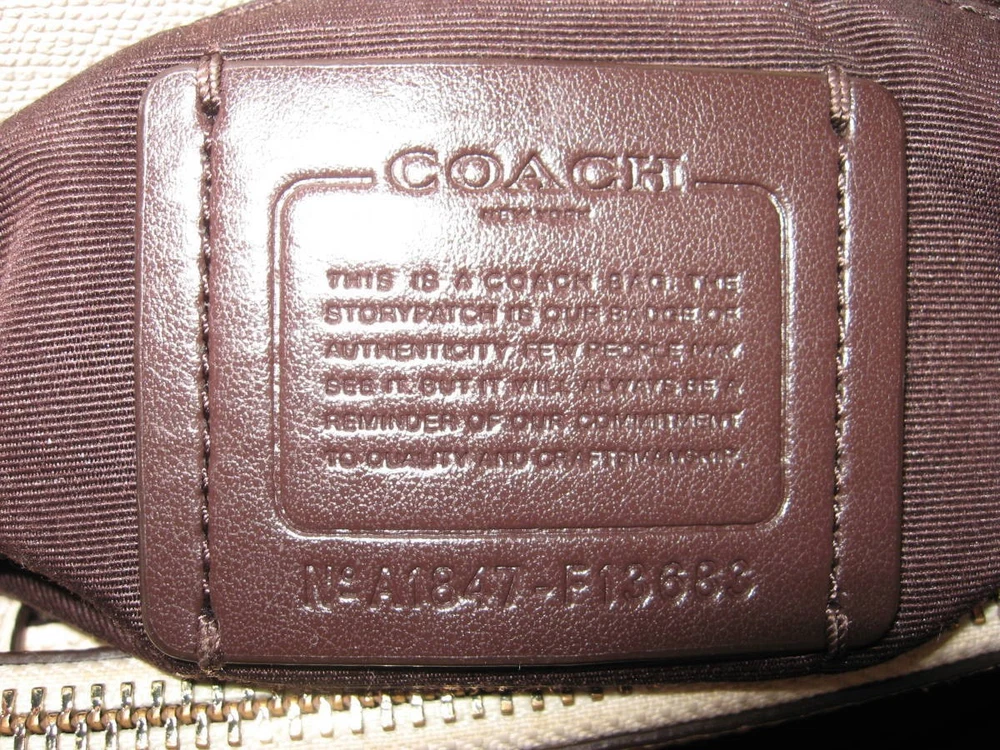 COACH
NEW YORK
THIS IS A COACH BAG. THE
STORYPATCH IS OUR BADGE OF
AUTHENTICITY. FEW PEOPLE MAY
SEE IT, BUT IT WILL ALWAYS BE A
REMINDER OF OUR COMMITMENT
TO QUALITY AND CRAFTSMANSHIP.
Nº A1847-F13683